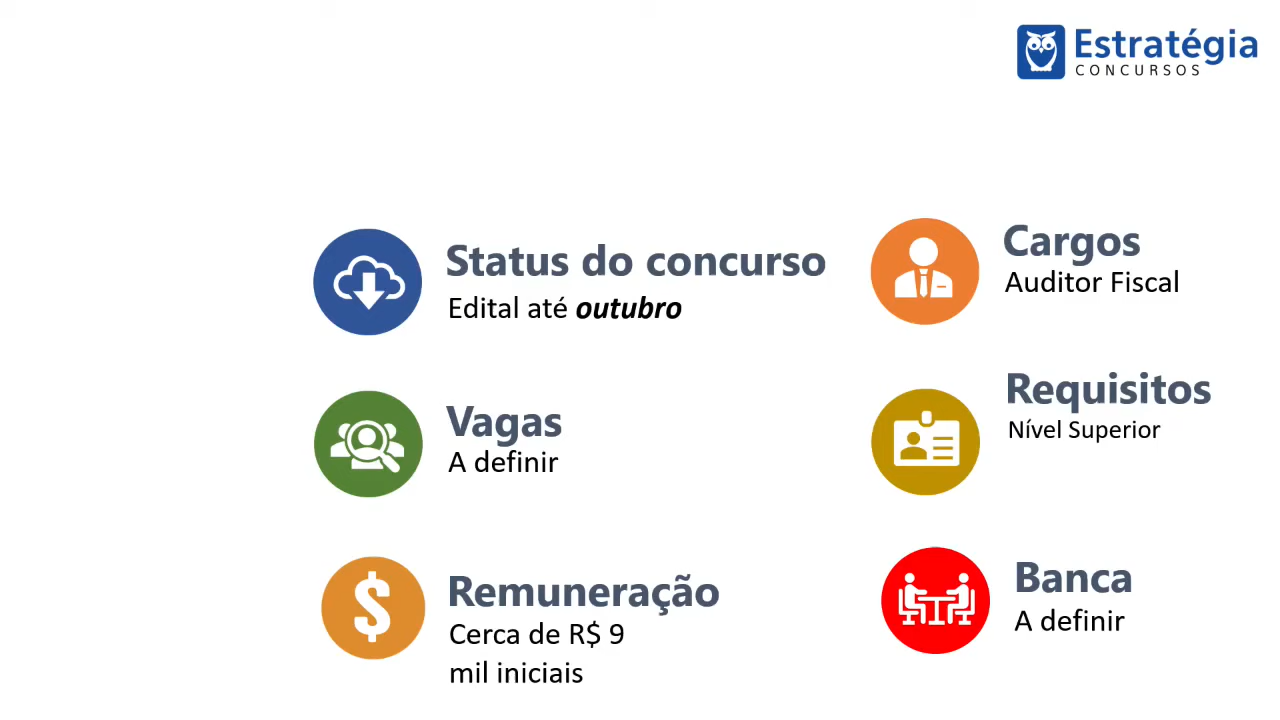 Estratégia
CONCURSOS
Status do concurso
Edital até outubro
Cargos
Auditor Fiscal
Vagas
A definir
Requisitos
Nível Superior
Remuneração
Cerca de R$ 9
mil iniciais
Banca
A definir